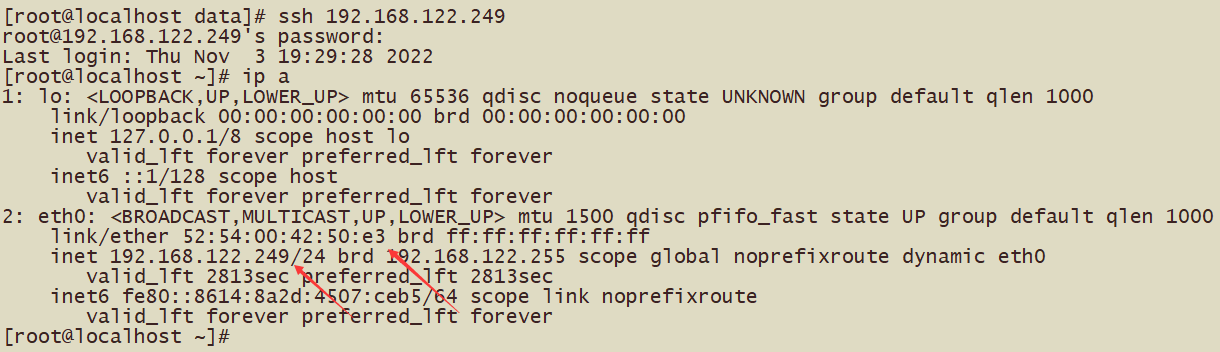 [root@localhost data]# ssh 192.168.122.249
root@192.168.122.249's password:
Last login: Thu Nov  3 19:29:28 2022
[root@localhost ~]# ip a
1: lo: <LOOPBACK,UP,LOWER_UP> mtu 65536 qdisc noqueue state UNKNOWN group default qlen 1000
    link/loopback 00:00:00:00:00:00 brd 00:00:00:00:00:00
    inet 127.0.0.1/8 scope host lo
       valid_lft forever preferred_lft forever
    inet6 ::1/128 scope host
       valid_lft forever preferred_lft forever
2: eth0: <BROADCAST,MULTICAST,UP,LOWER_UP> mtu 1500 qdisc pfifo_fast state UP group default qlen 1000
    link/ether 52:54:00:42:50:e3 brd ff:ff:ff:ff:ff:ff
    inet 192.168.122.249/24 brd 192.168.122.255 scope global noprefixroute dynamic eth0
       valid_lft 2813sec preferred_lft 2813sec
    inet6 fe80::8614:8a2d:4507:ceb5/64 scope link noprefixroute
       valid_lft forever preferred_lft forever
[root@localhost ~]#